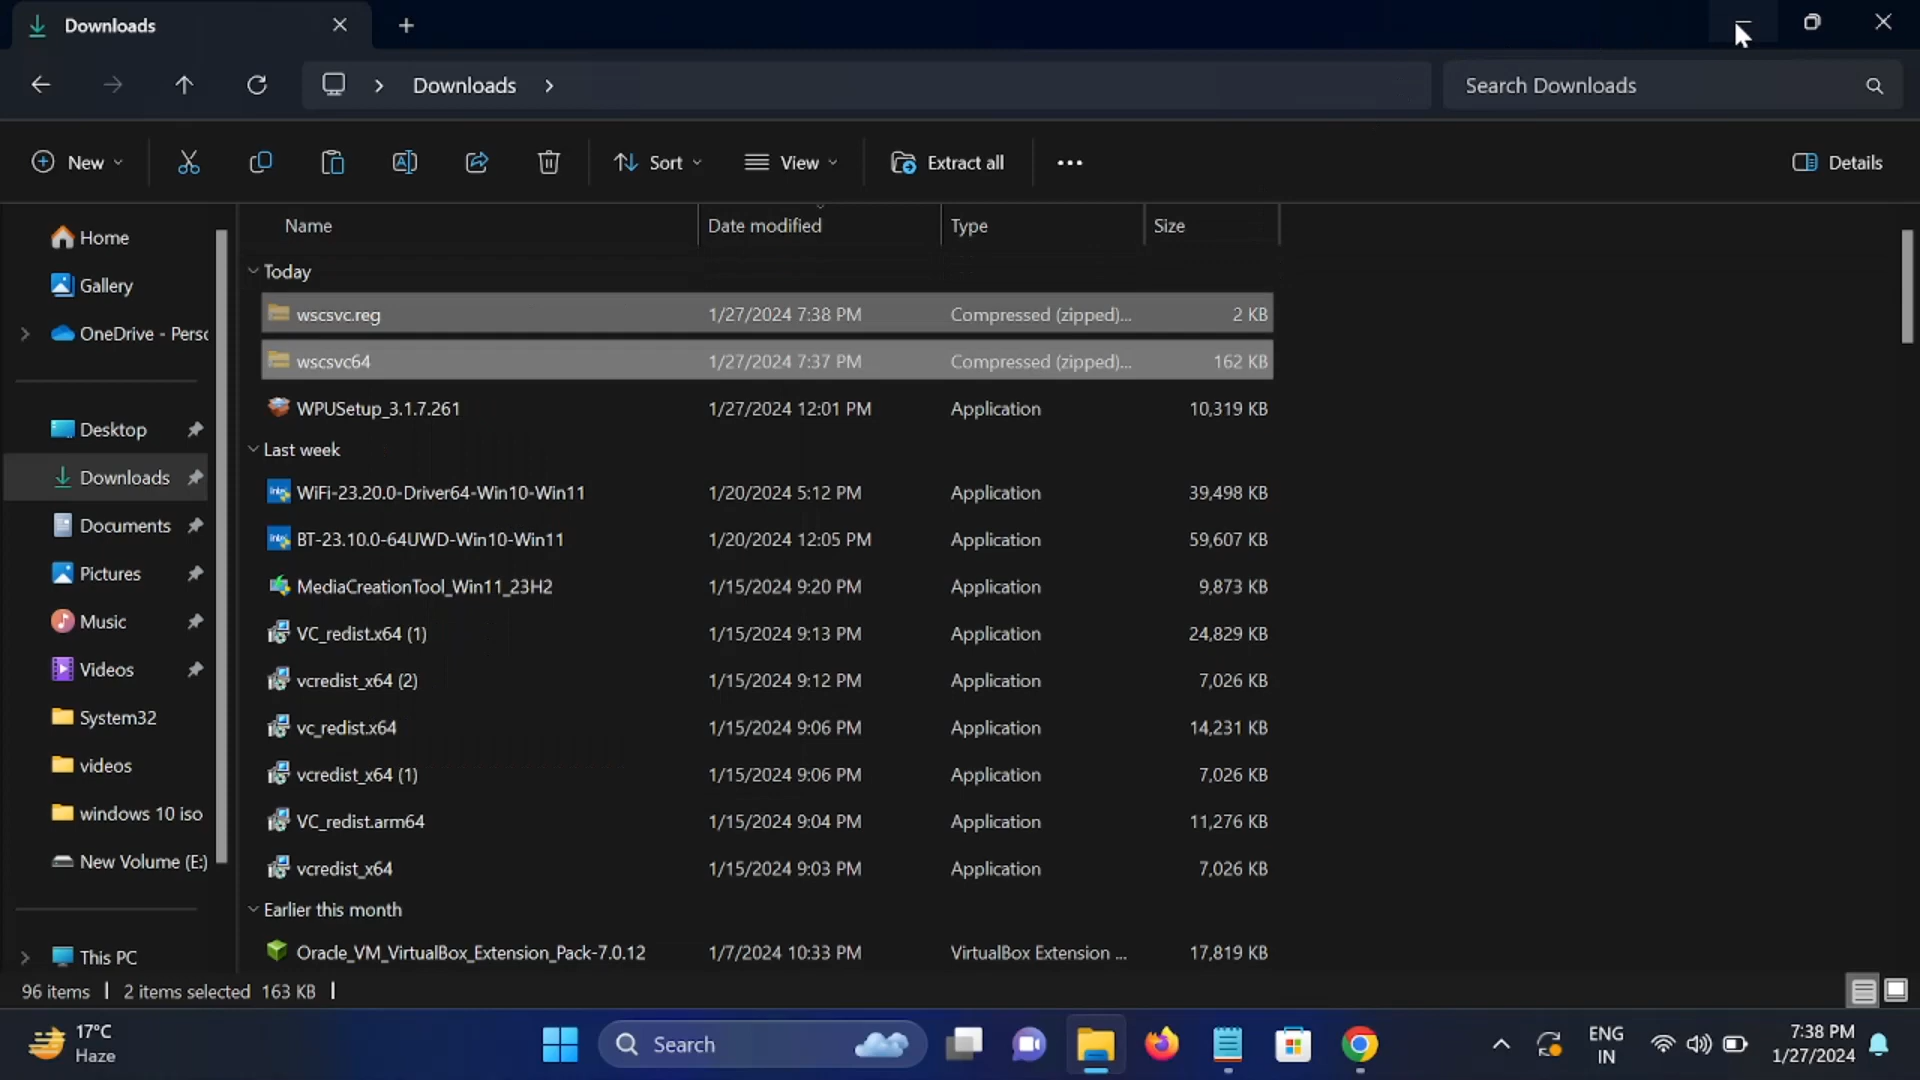 Downloads
Downloads
Search Downloads
New
Sort
View
Extract all
Details
Name Date modified Type Size
Home
Gallery
OneDrive - Persc
Desktop
Downloads
Documents
Pictures
Music
Videos
System32
videos
windows 10 iso
New Volume (E:)
This PC
Today
wscsvc.reg 1/27/2024 7:38 PM Compressed (zipped)... 2 KB
wscsvc64 1/27/2024 7:37 PM Compressed (zipped)... 162 KB
WPUSetup_3.1.7.261 1/27/2024 12:01 PM Application 10,319 KB
Last week
WiFi-23.20.0-Driver64-Win10-Win11 1/20/2024 5:12 PM Application 39,498 KB
BT-23.10.0-64UWD-Win10-Win11 1/20/2024 12:05 PM Application 59,607 KB
MediaCreationTool_Win11_23H2 1/15/2024 9:20 PM Application 9,873 KB
VC_redist.x64 (1) 1/15/2024 9:13 PM Application 24,829 KB
vcredist_x64 (2) 1/15/2024 9:12 PM Application 7,026 KB
vc_redist.x64 1/15/2024 9:06 PM Application 14,231 KB
vcredist_x64 (1) 1/15/2024 9:06 PM Application 7,026 KB
VC_redist.arm64 1/15/2024 9:04 PM Application 11,276 KB
vcredist_x64 1/15/2024 9:03 PM Application 7,026 KB
Earlier this month
Oracle_VM_VirtualBox_Extension_Pack-7.0.12 1/7/2024 10:33 PM VirtualBox Extension ... 17,819 KB
96 items 2 items selected 163 KB
17°C
Haze
Search
ENG
IN
7:38 PM
1/27/2024